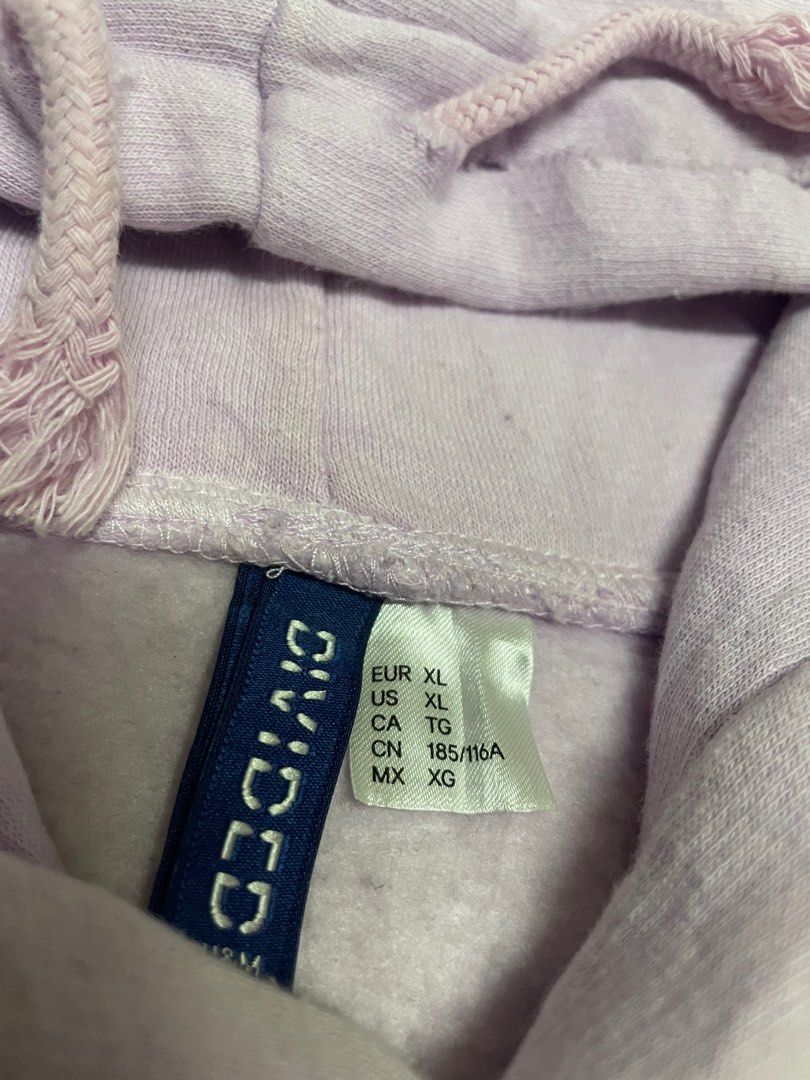 DIVIDED
H&M
EUR XL
US XL
CA TG
CN 185/116A
MX XG